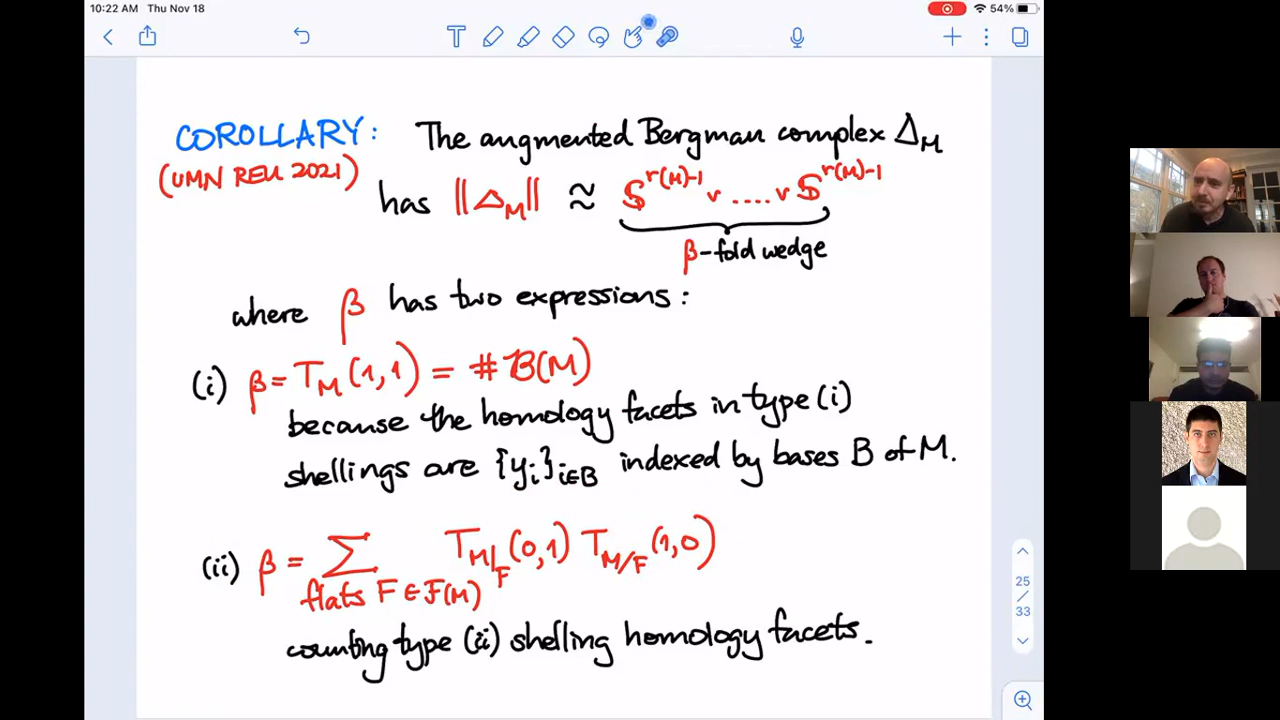 10:22 AM Thu Nov 18
54%
COROLLARY: The augmented Bergman complex Δ_M
(UMN REU 2021)
has ‖Δ_M‖ ≈ 𝕊^{r(M)-1} ∨ .... ∨ 𝕊^{r(M)-1}
β-fold wedge
where β has two expressions:
(i) β = T_M(1,1) = # B(M)
because the homology facets in type (i)
shellings are {y_i}_{i∈B} indexed by bases B of M.
(ii) β = Σ_{flats F ∈ F(M)} T_{M/F}(0,1) T_{M/F}(1,0)
counting type (ii) shelling homology facets.
25
/
33